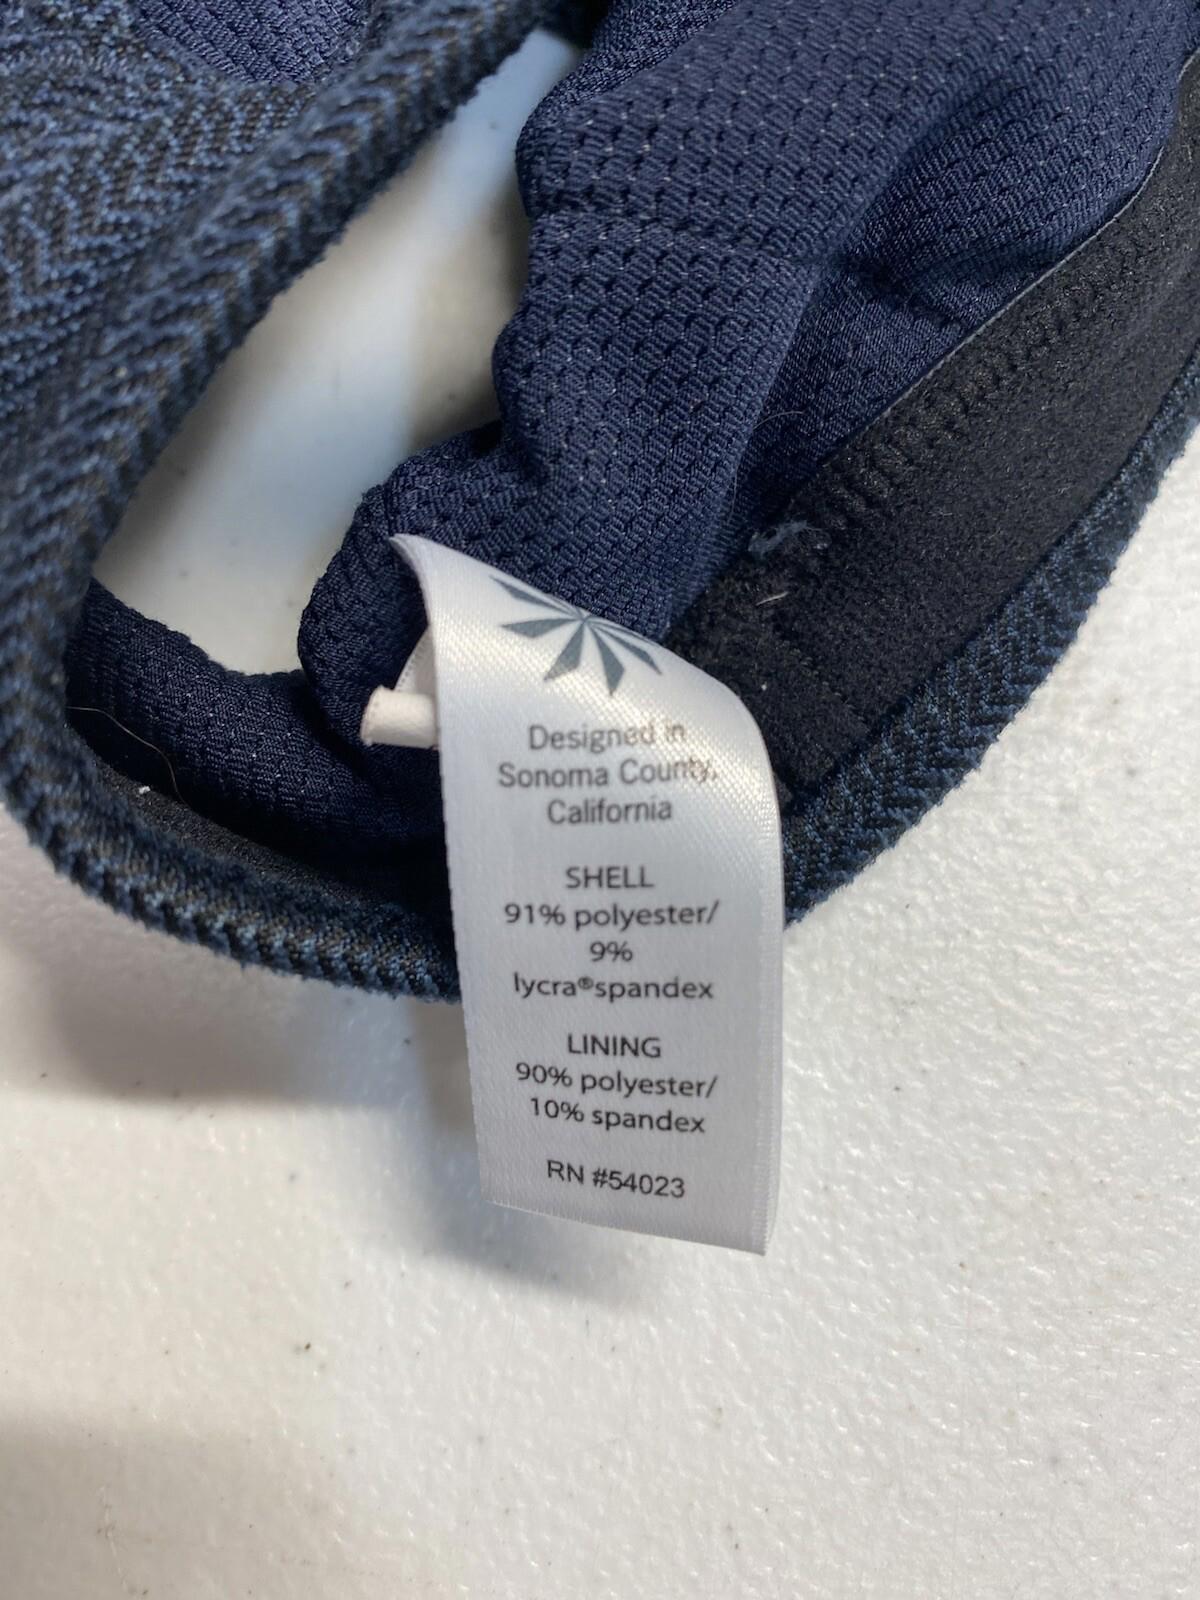 Designed in
Sonoma County,
California
SHELL
91% polyester/
9%
lycra®spandex
LINING
90% polyester/
10% spandex
RN #54023